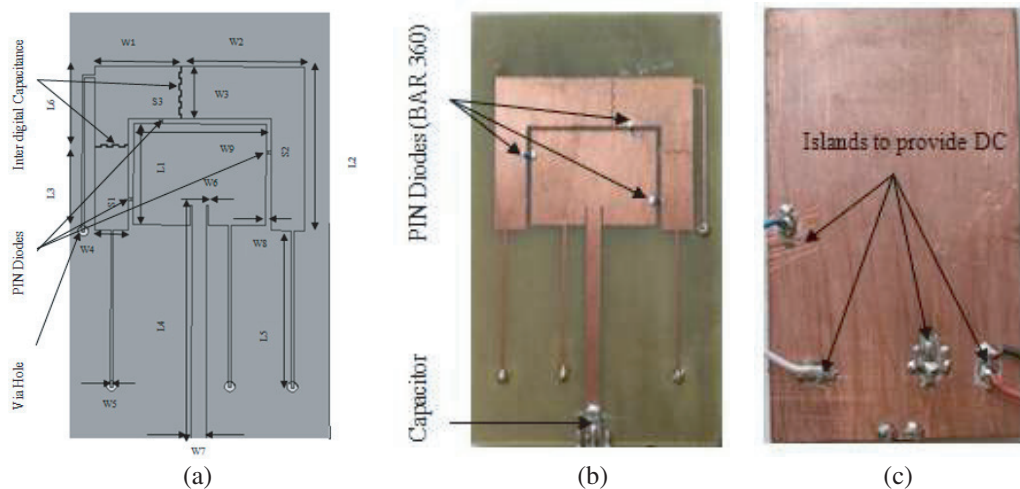 W1
W2
Inter digital Capacitance
L6
S3
W3
L3
L1
W9
S2
L2
W6
S1
PIN Diodes
W4
W8
L4
L5
Via Hole
W5
W7
(a)
PIN Diodes (BAR 360)
Capacitor
(b)
Islands to provide DC
(c)